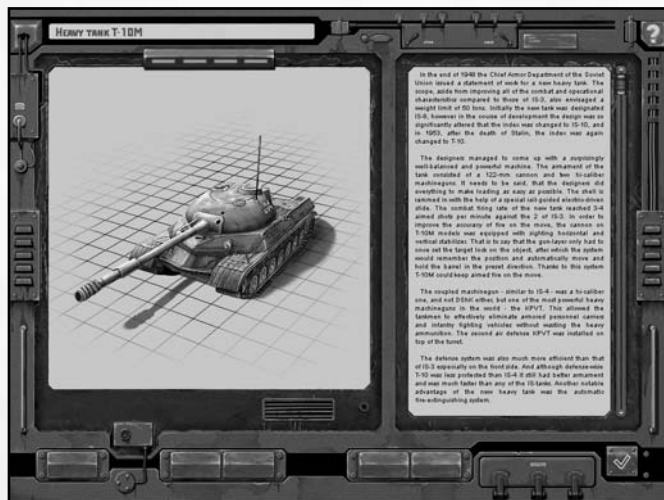 HEAVY TANK T-10M
In the end of 1948 the Chief Armor Department of the Soviet
Union issued a statement of work for a new heavy tank. The
scope, aside from improving all of the combat and operational
characteristics compared to those of IS-3, also envisaged a
weight limit of 50 tons. Initially the new tank was designated
IS-8, however in the course of development the design was so
significantly altered that the index was changed to IS-10, and
in 1953, after the death of Stalin, the index was again
changed to T-10.
The designers managed to come up with a surprisingly
well-balanced and powerful machine. The armament of the
tank consisted of a 122-mm cannon and two hi-caliber
machineguns. It needs to be said, that the designers did
everything to make loading as easy as possible. The shell is
rammed in with the help of a special rail-guided electric-driven
slide. The combat firing rate of the new tank reached 3-4
aimed shots per minute against the 2 of IS-3. In order to
improve the accuracy of fire on the move, the cannon on
T-10M models was equipped with sighting horizontal and
vertical stabilizers. That is to say that the gun-layer only had to
once set the target lock on the object, after which the system
would remember the position and automatically move and
hold the barrel in the preset direction. Thanks to this system
T-10M could keep aimed fire on the move.
The coupled machinegun - similar to IS-4 - was a hi-caliber
one, and not DShK either, but one of the most powerful heavy
machineguns in the world - the KPVT. This allowed the
tankmen to effectively eliminate armored personnel carriers
and infantry fighting vehicles without wasting the heavy
ammunition. The second air defense KPVT was installed on
top of the turret.
The defense system was also much more efficient than that
of IS-3 especially on the front side. And although defense-wise
T-10 was less protected than IS-4 it still had better armament
and was much faster than any of the IS-tanks. Another notable
advantage of the new heavy tank was the automatic
fire-extinguishing system.
?